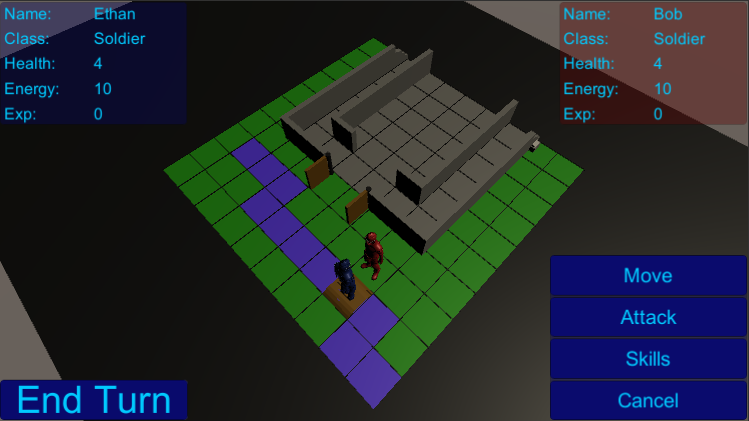 Name: Ethan
Class: Soldier
Health: 4
Energy: 10
Exp: 0
Name: Bob
Class: Soldier
Health: 4
Energy: 10
Exp: 0
Move
Attack
Skills
Cancel
End Turn